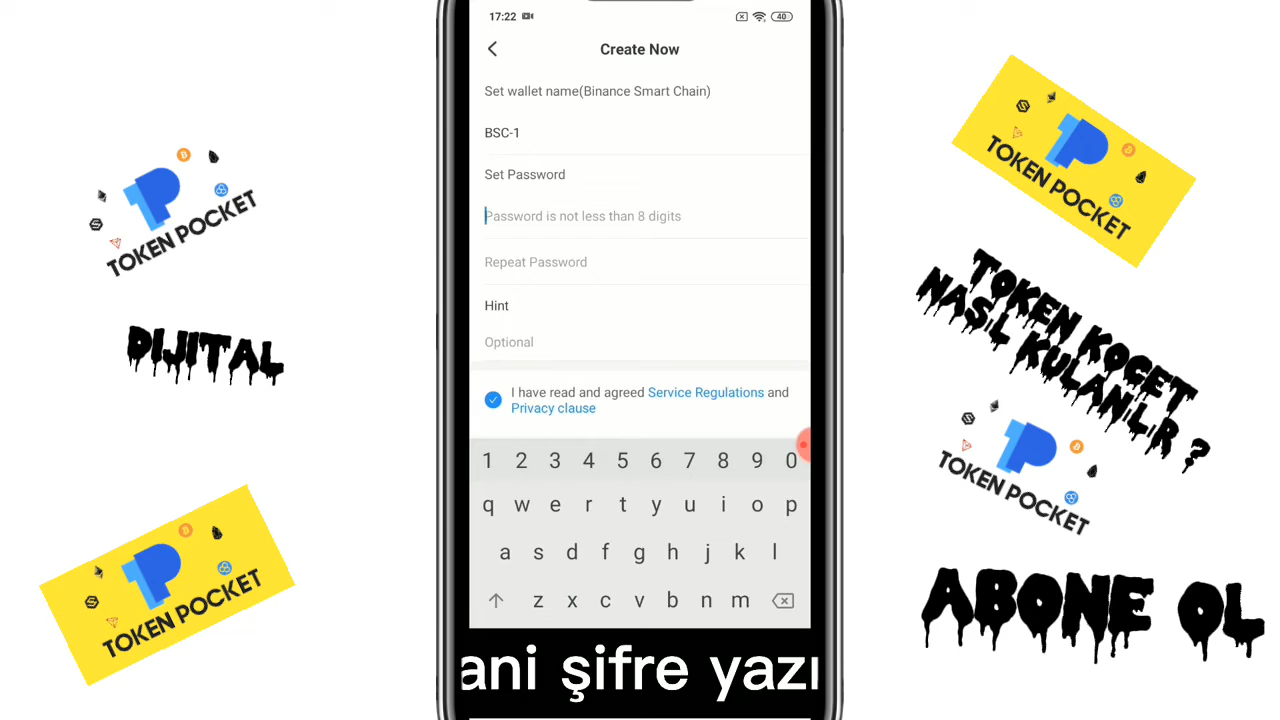 17:22
40
Create Now
Set wallet name(Binance Smart Chain)
BSC-1
Set Password
Password is not less than 8 digits
Repeat Password
Hint
Optional
I have read and agreed Service Regulations and
Privacy clause
1 2 3 4 5 6 7 8 9 0
q w e r t y u i o p
a s d f g h j k l
z x c v b n m
ani şifre yazı
TOKEN POCKET
DIJITAL
TOKEN POCKET
TOKEN POCKET
TOKEN KOCET
NASıL KULANıLıR ?
TOKEN POCKET
ABONE OL